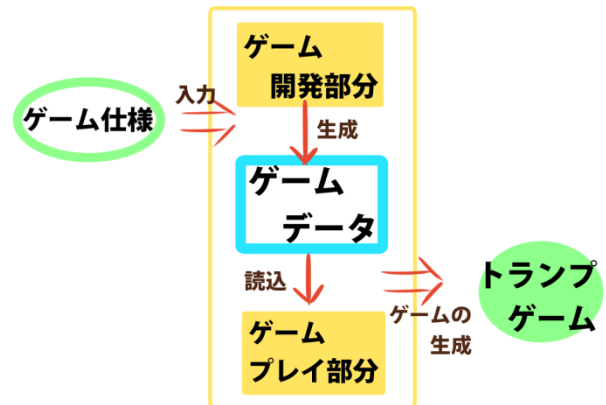 ゲーム
開発部分
入力
ゲーム仕様
生成
ゲーム
データ
読込
トランプ
ゲーム
ゲームの
生成
ゲーム
プレイ部分